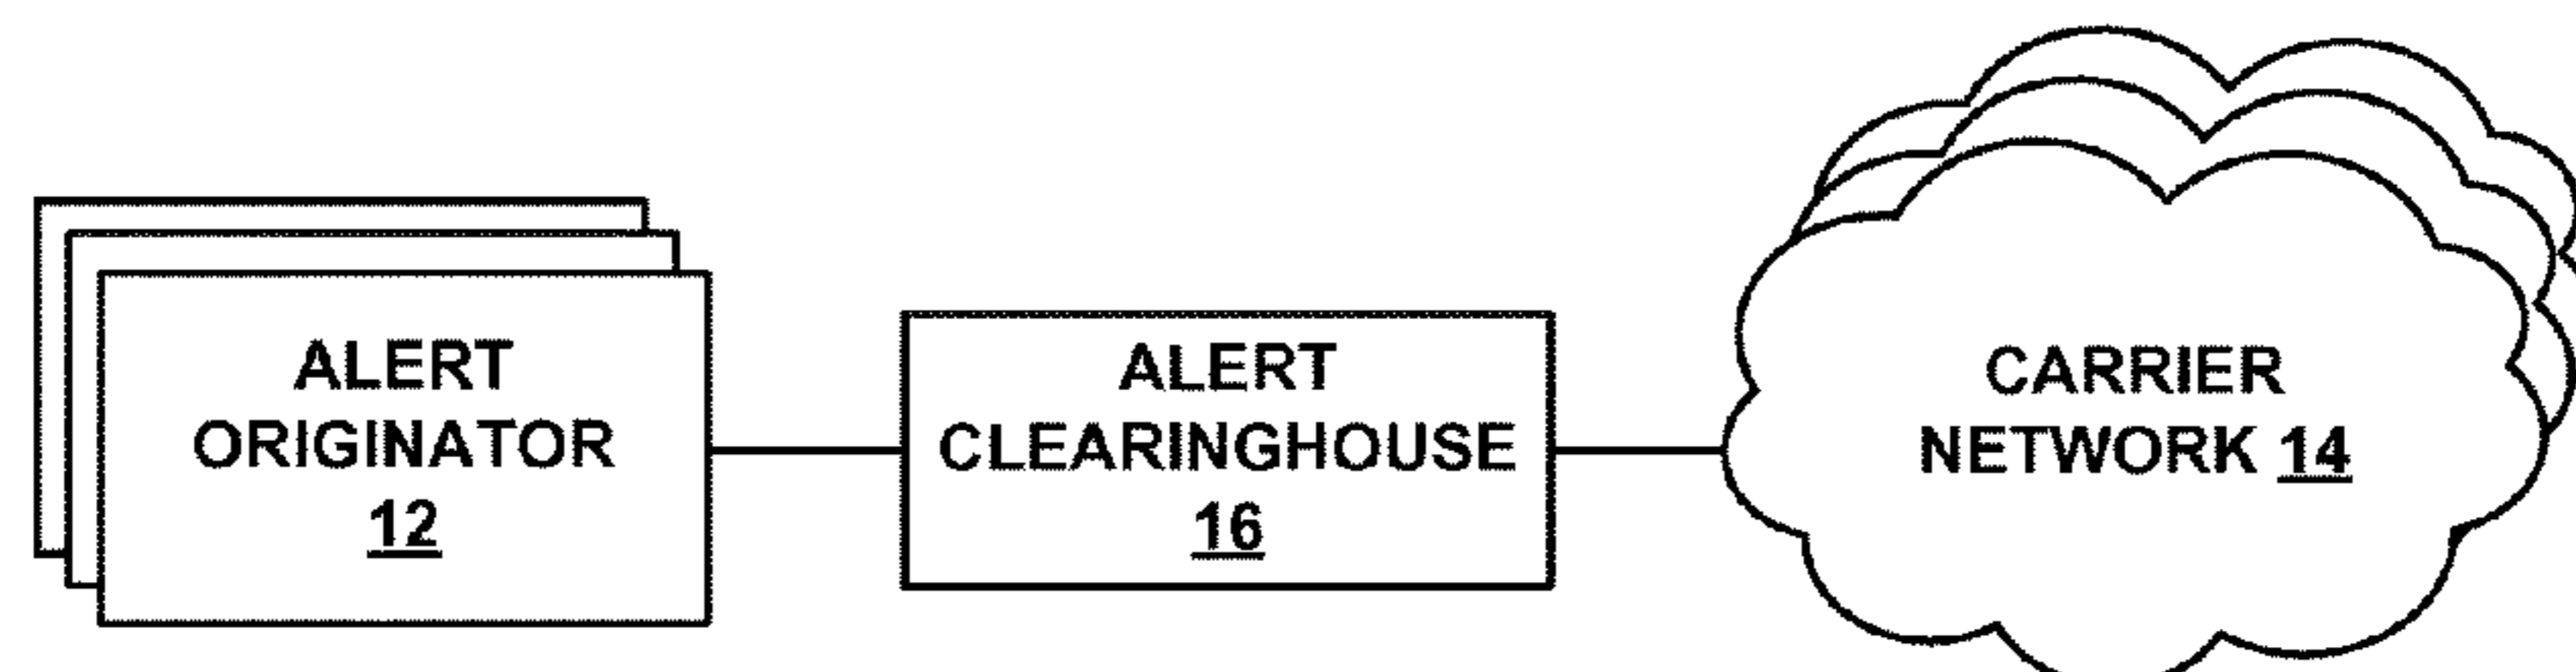 ALERT
ORIGINATOR
12
ALERT
CLEARINGHOUSE
16
CARRIER
NETWORK 14